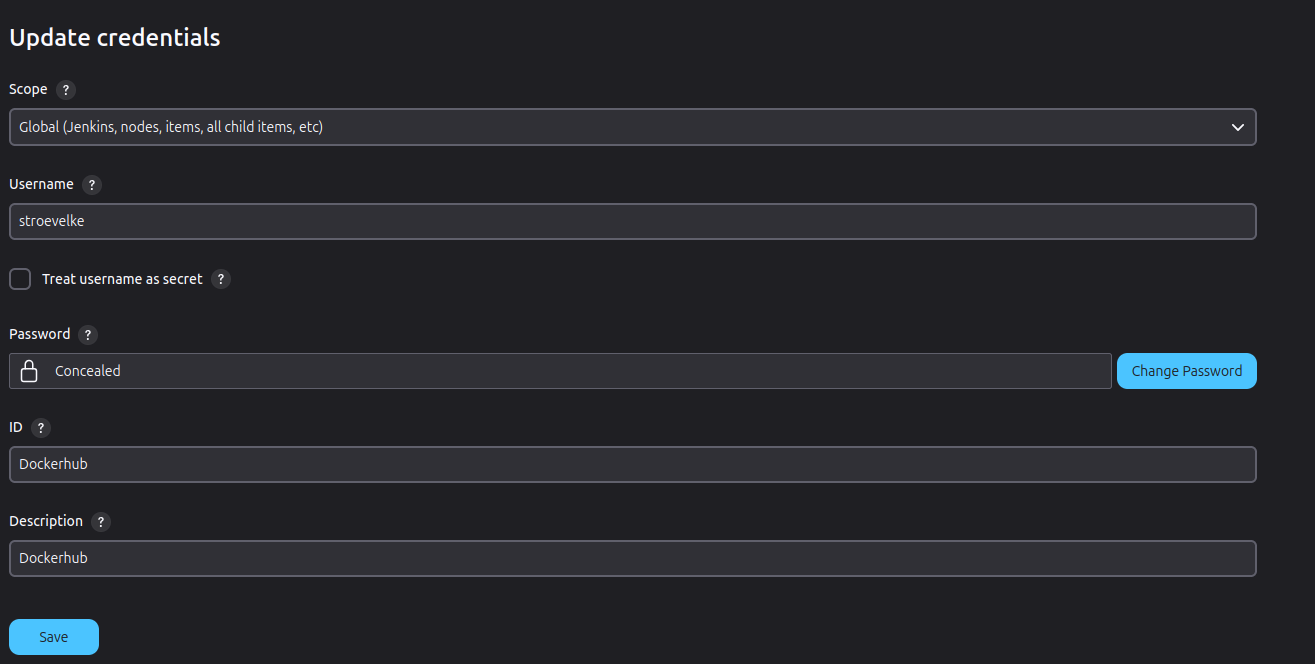 Update credentials
Scope ?
Global (Jenkins, nodes, items, all child items, etc)
Username ?
stroevelke
Treat username as secret ?
Password ?
Concealed Change Password
ID ?
Dockerhub
Description ?
Dockerhub
Save